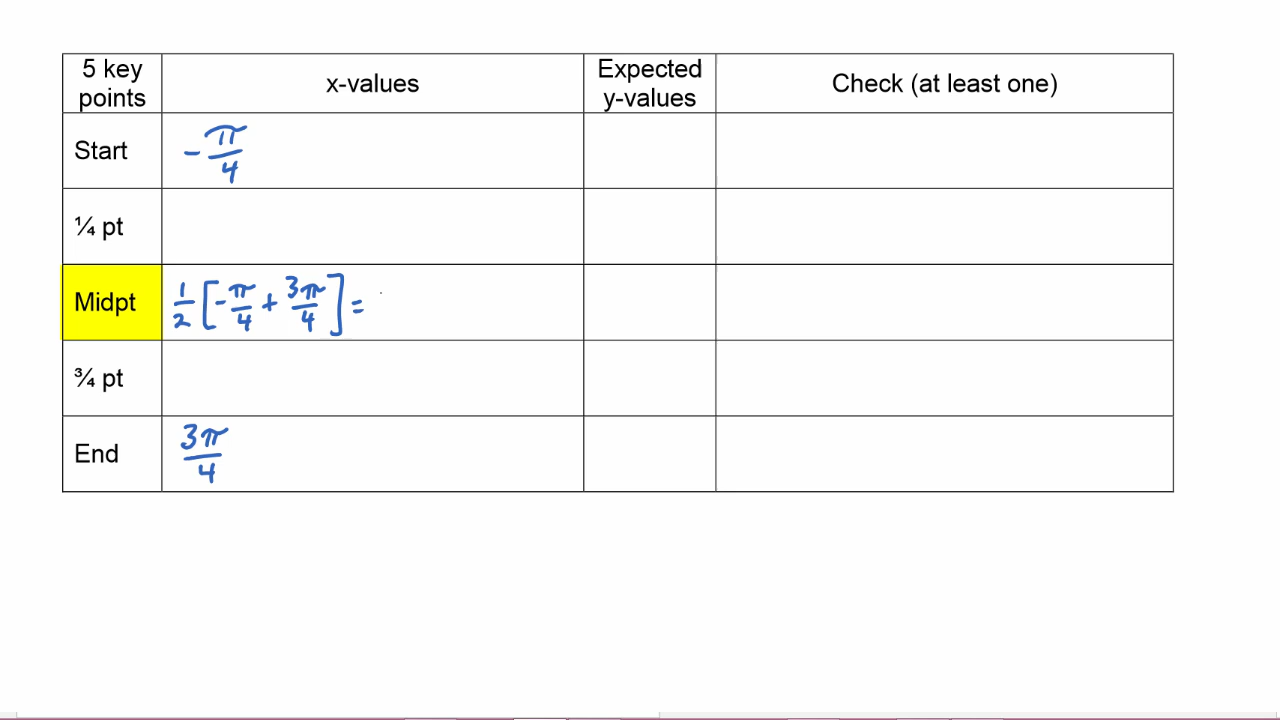 5 key points x-values Expected y-values Check (at least one)
Start -π/4
¼ pt
Midpt 1/2 [-π/4 + 3π/4] =
¾ pt
End 3π/4